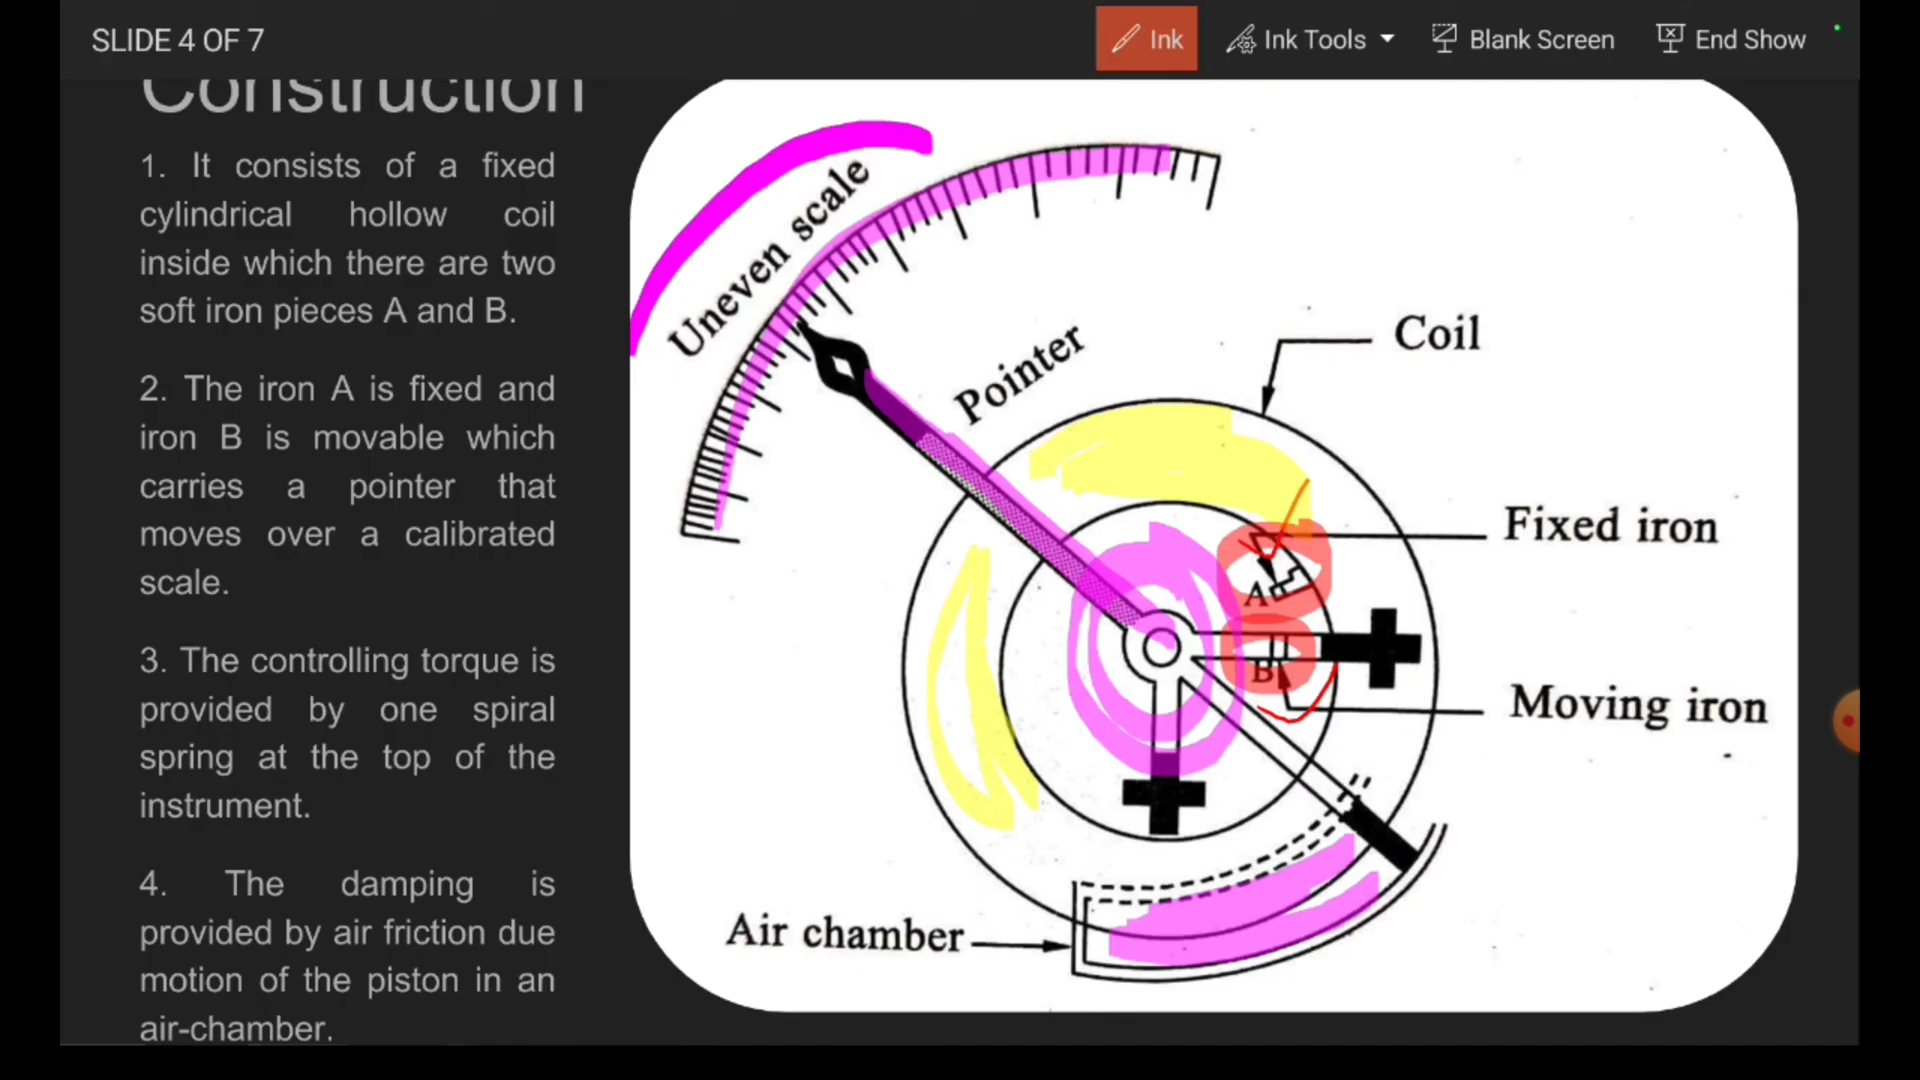 SLIDE 4 OF 7
Ink
Ink Tools
Blank Screen
End Show
Construction
1. It consists of a fixed
cylindrical hollow coil
inside which there are two
soft iron pieces A and B.
2. The iron A is fixed and
iron B is movable which
carries a pointer that
moves over a calibrated
scale.
3. The controlling torque is
provided by one spiral
spring at the top of the
instrument.
4. The damping is
provided by air friction due
motion of the piston in an
air-chamber.
Uneven scale
Pointer
Coil
Fixed iron
A
B
Moving iron
Air chamber